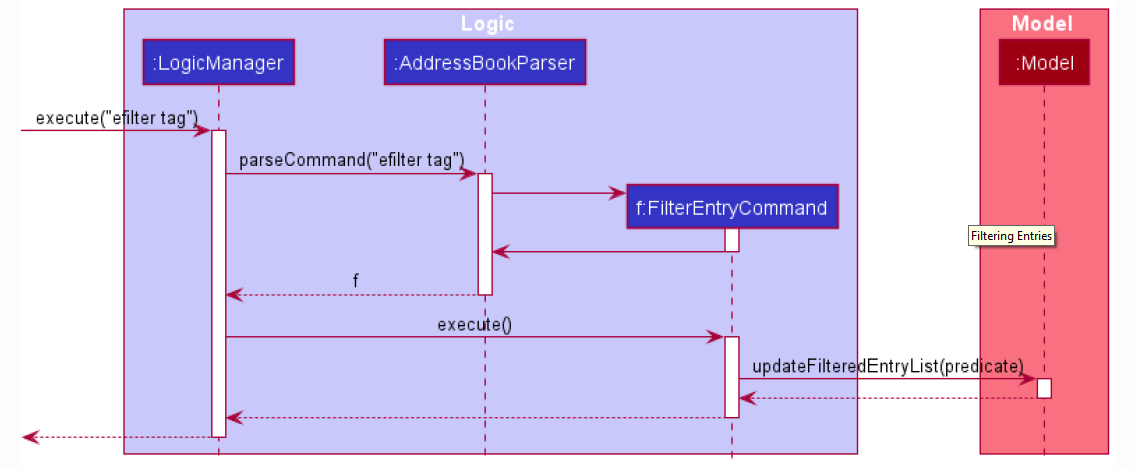 Logic
Model
:LogicManager
:AddressBookParser
:Model
execute("efilter tag")
parseCommand("efilter tag")
f:FilterEntryCommand
Filtering Entries
f
execute()
updateFilteredEntryList(predicate)